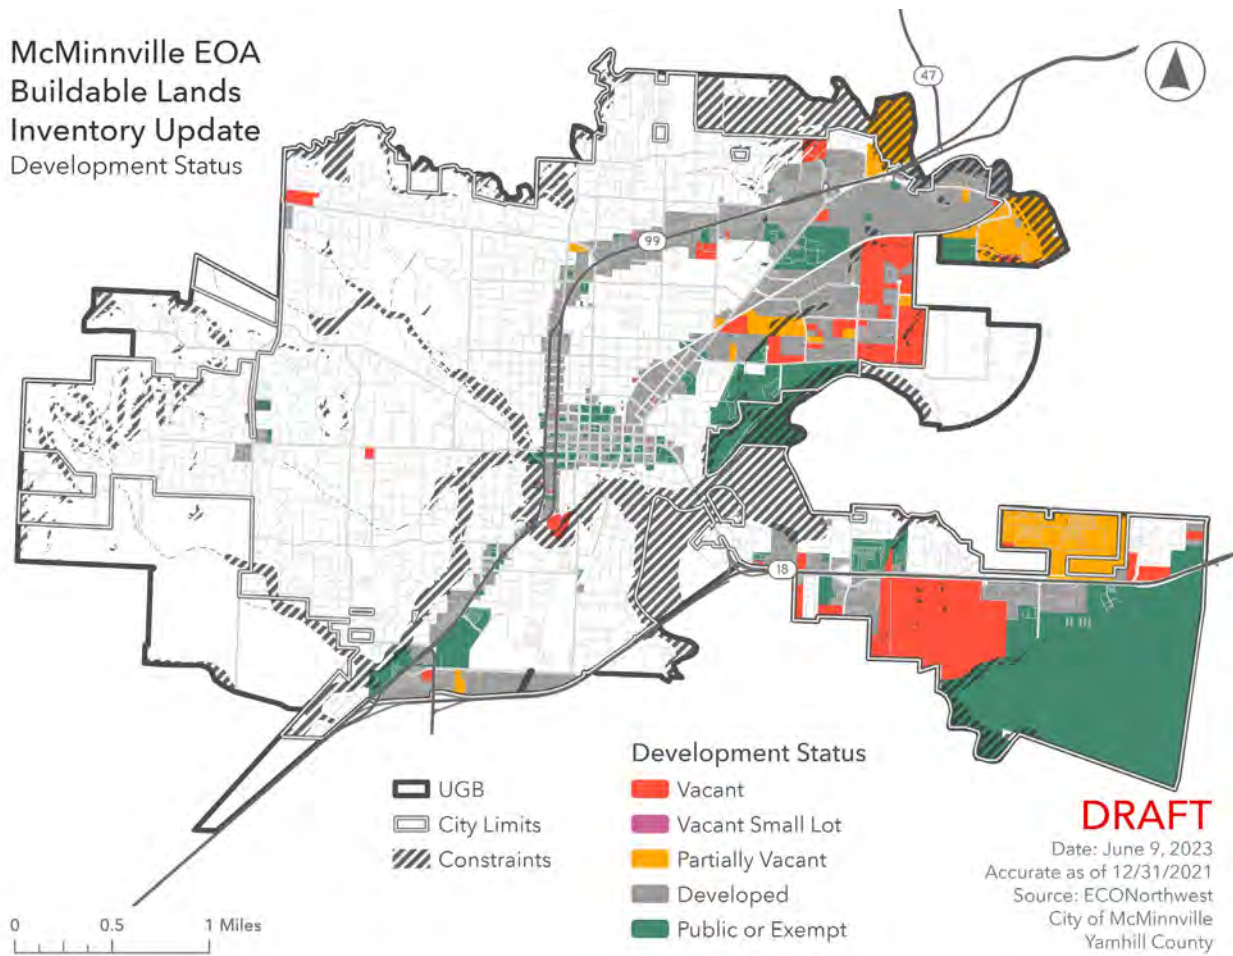 McMinnville EOA
Buildable Lands
Inventory Update
Development Status
47
99
18
UGB
City Limits
Constraints
Development Status
Vacant
Vacant Small Lot
Partially Vacant
Developed
Public or Exempt
DRAFT
Date: June 9, 2023
Accurate as of 12/31/2021
Source: ECONorthwest
City of McMinnville
Yamhill County
0 0.5 1 Miles